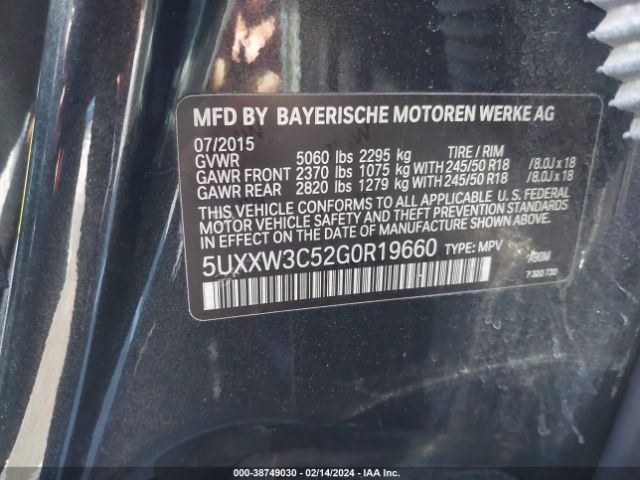 MFD BY BAYERISCHE MOTOREN WERKE AG
07/2015
GVWR 5060 lbs 2295 kg TIRE / RIM
GAWR FRONT 2370 lbs 1075 kg WITH 245/50 R18 /8.0J x 18
GAWR REAR 2820 lbs 1279 kg WITH 245/50 R18 /8.0J x 18
THIS VEHICLE CONFORMS TO ALL APPLICABLE U. S. FEDERAL
MOTOR VEHICLE SAFETY AND THEFT PREVENTION STANDARDS
IN EFFECT ON THE DATE OF MANUFACTURE SHOWN ABOVE.
5UXXW3C52G0R19660 TYPE: MPV
7 320 730
000-38749030 - 02/14/2024 - IAA Inc.